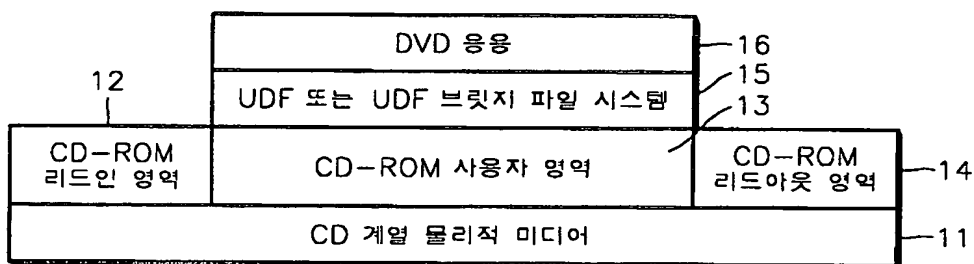 DVD 응용
16
12
15
UDF 또는 UDF 브릿지 파일 시스템
13
CD-ROM
리드인 영역
CD-ROM 사용자 영역
CD-ROM
리드아웃 영역
14
CD 계열 물리적 미디어
11